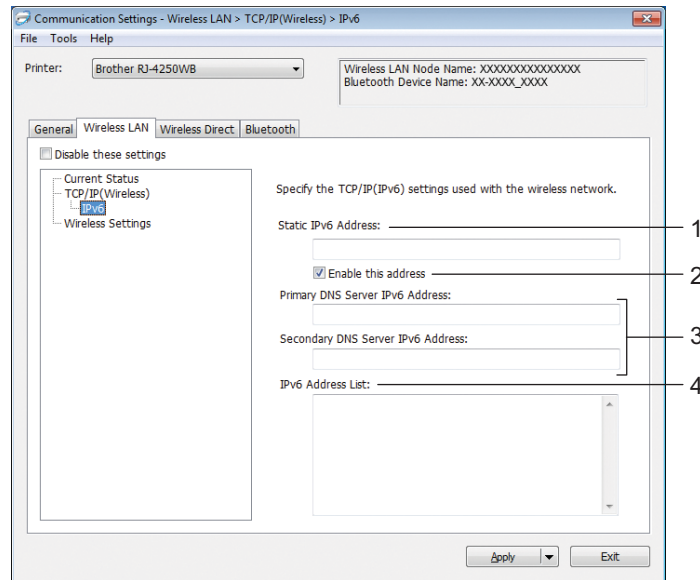 Communication Settings - Wireless LAN > TCP/IP(Wireless) > IPv6
File Tools Help
Printer: Brother RJ-4250WB
Wireless LAN Node Name: XXXXXXXXXXXXXXX
Bluetooth Device Name: XX-XXXX_XXXX
General Wireless LAN Wireless Direct Bluetooth
Disable these settings
Current Status
TCP/IP(Wireless)
IPv6
Wireless Settings
Specify the TCP/IP(IPv6) settings used with the wireless network.
Static IPv6 Address: 1
Enable this address 2
Primary DNS Server IPv6 Address:
3
Secondary DNS Server IPv6 Address:
IPv6 Address List: 4
Apply Exit